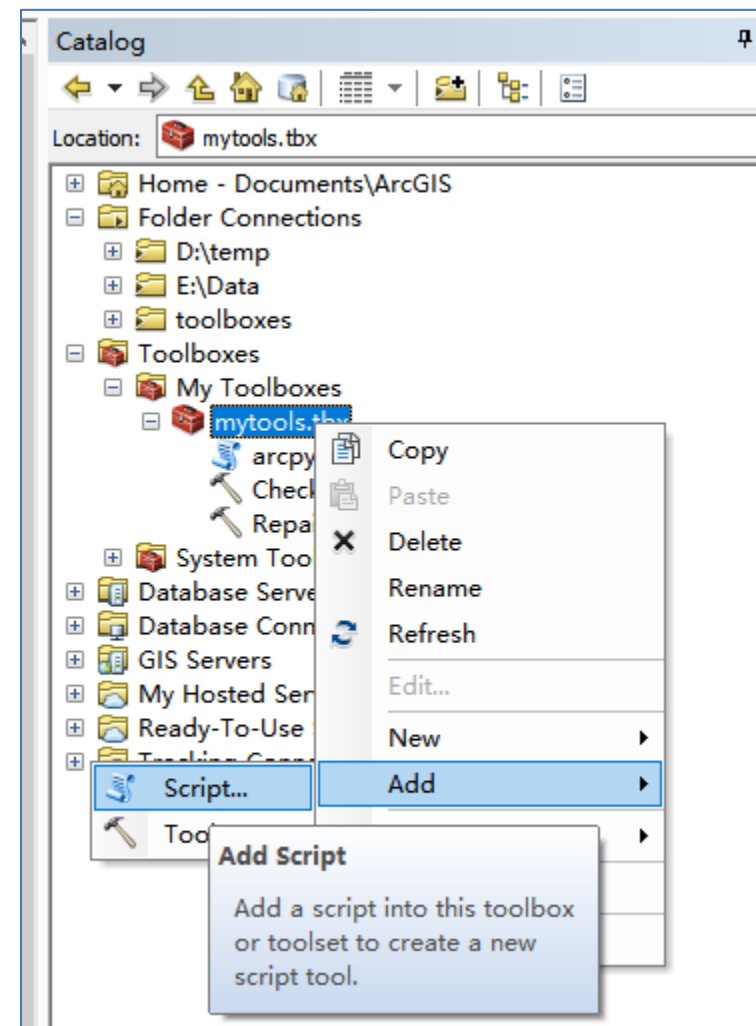 Catalog
Location: mytools.tbx
Home - Documents\ArcGIS
Folder Connections
D:\temp
E:\Data
toolboxes
Toolboxes
My Toolboxes
mytools.tbx
arcpy
Check
Repai
System Too
Database Serve
Database Conn
GIS Servers
My Hosted Ser
Ready-To-Use
Copy
Paste
Delete
Rename
Refresh
Edit...
New
Add
Script...
Too
Add Script
Add a script into this toolbox
or toolset to create a new
script tool.